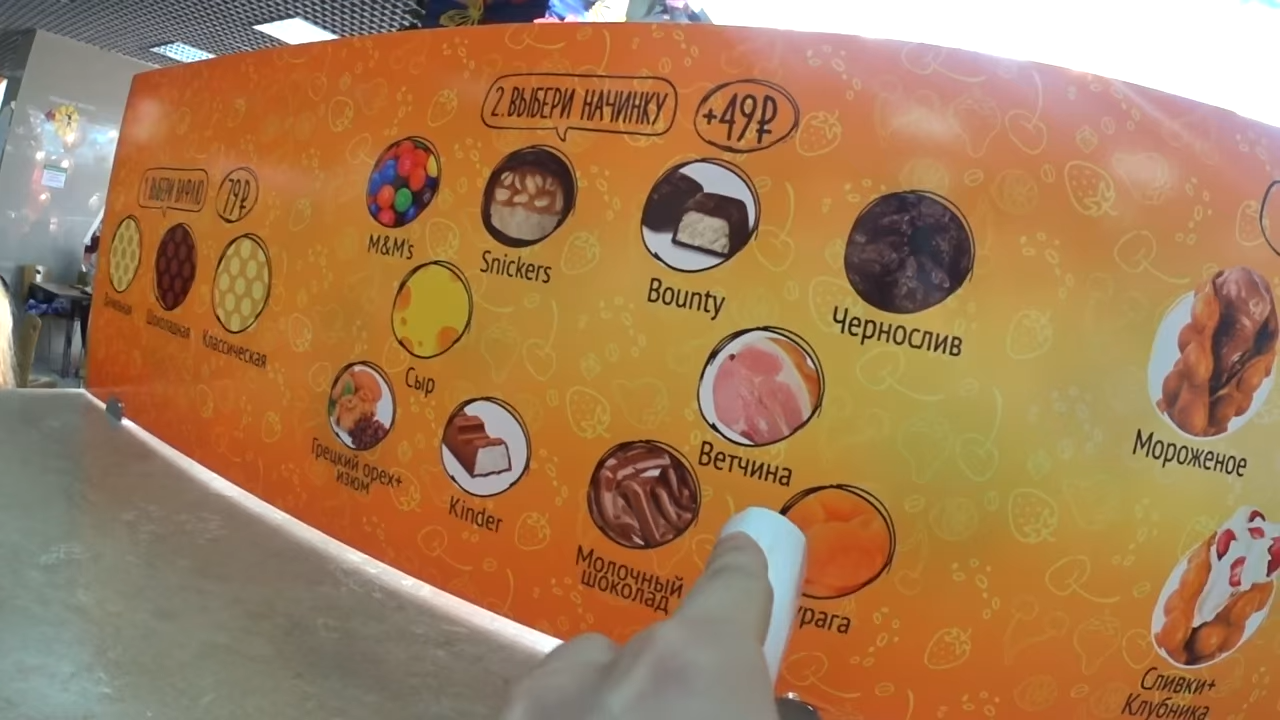 2. ВЫБЕРИ НАЧИНКУ
+49₽
1 ВЫБЕРИ ВАФЛЮ
79₽
Ванильная
Шоколадная
Классическая
M&M's
Snickers
Bounty
Чернослив
Сыр
Ветчина
Мороженое
Грецкий орех+
изюм
Kinder
Молочный
шоколад
урага
Сливки+
Клубника